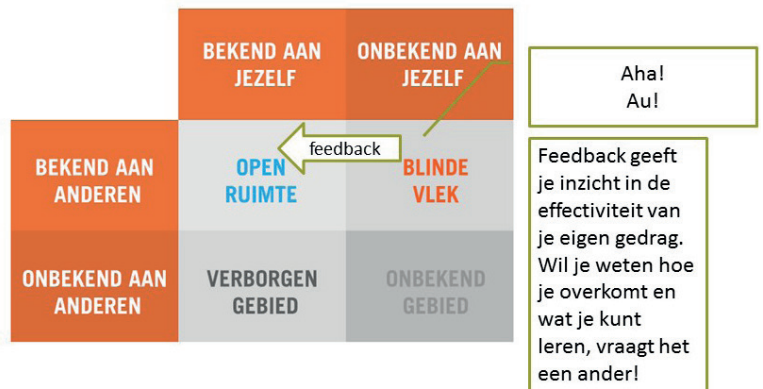 BEKEND AAN
JEZELF
ONBEKEND AAN
JEZELF
Aha!
Au!
BEKEND AAN
ANDEREN
OPEN
RUIMTE
feedback
BLINDE
VLEK
ONBEKEND AAN
ANDEREN
VERBORGEN
GEBIED
ONBEKEND
GEBIED
Feedback geeft
je inzicht in de
effectiviteit van
je eigen gedrag.
Wil je weten hoe
je overkomt en
wat je kunt
leren, vraagt het
een ander!